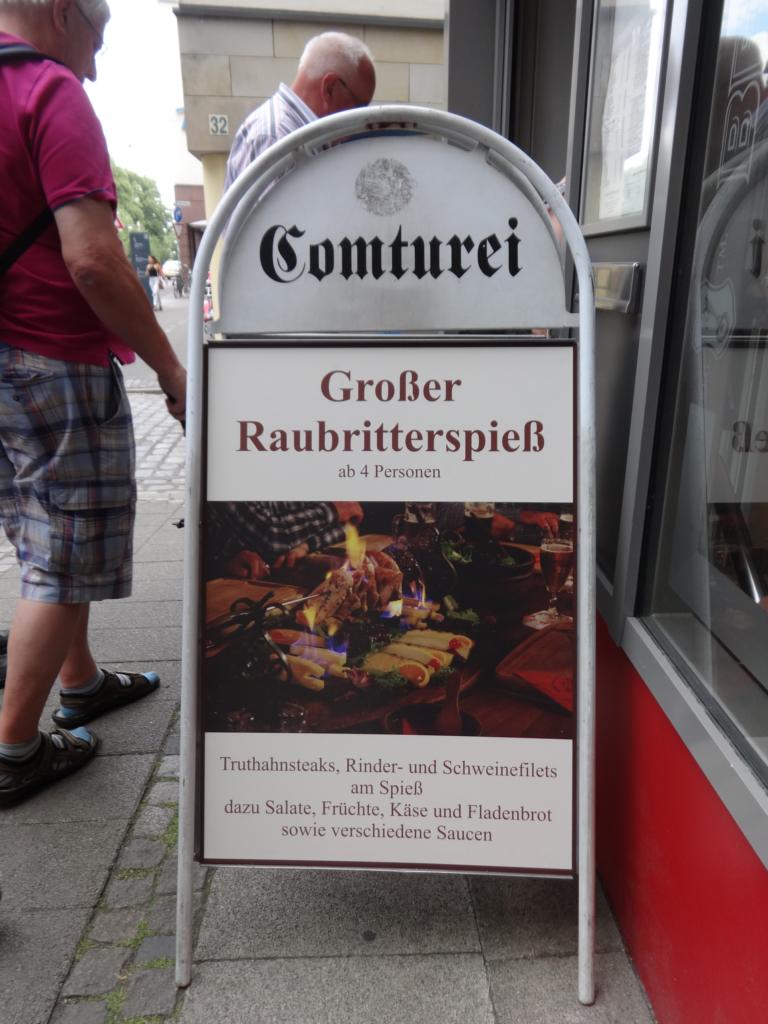 32
Comturei
Großer
Raubritterspieß
ab 4 Personen
Truthahnsteaks, Rinder- und Schweinefilets
am Spieß
dazu Salate, Früchte, Käse und Fladenbrot
sowie verschiedene Saucen